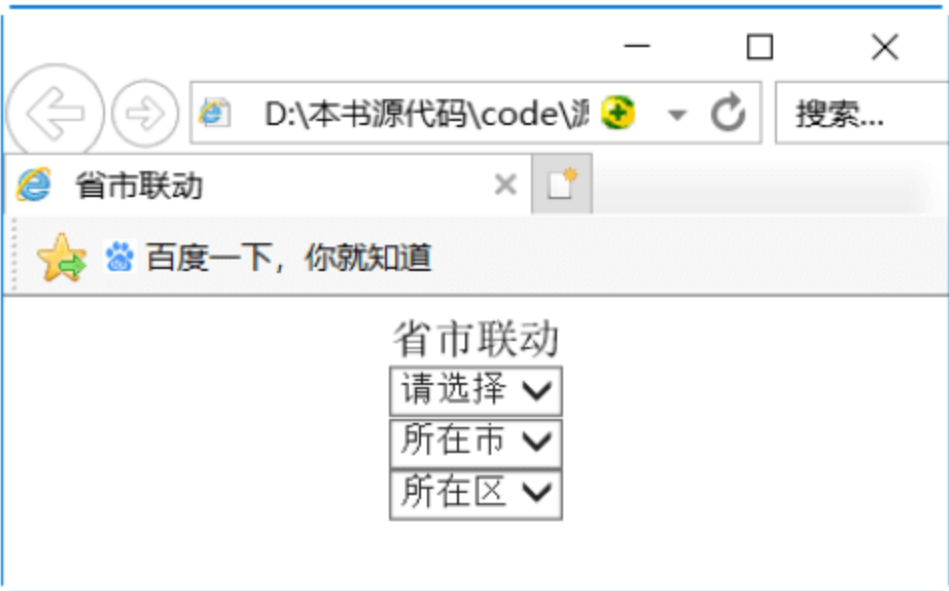 D:\本书源代码\code\源
搜索...
省市联动
百度一下，你就知道
省市联动
请选择
所在市
所在区